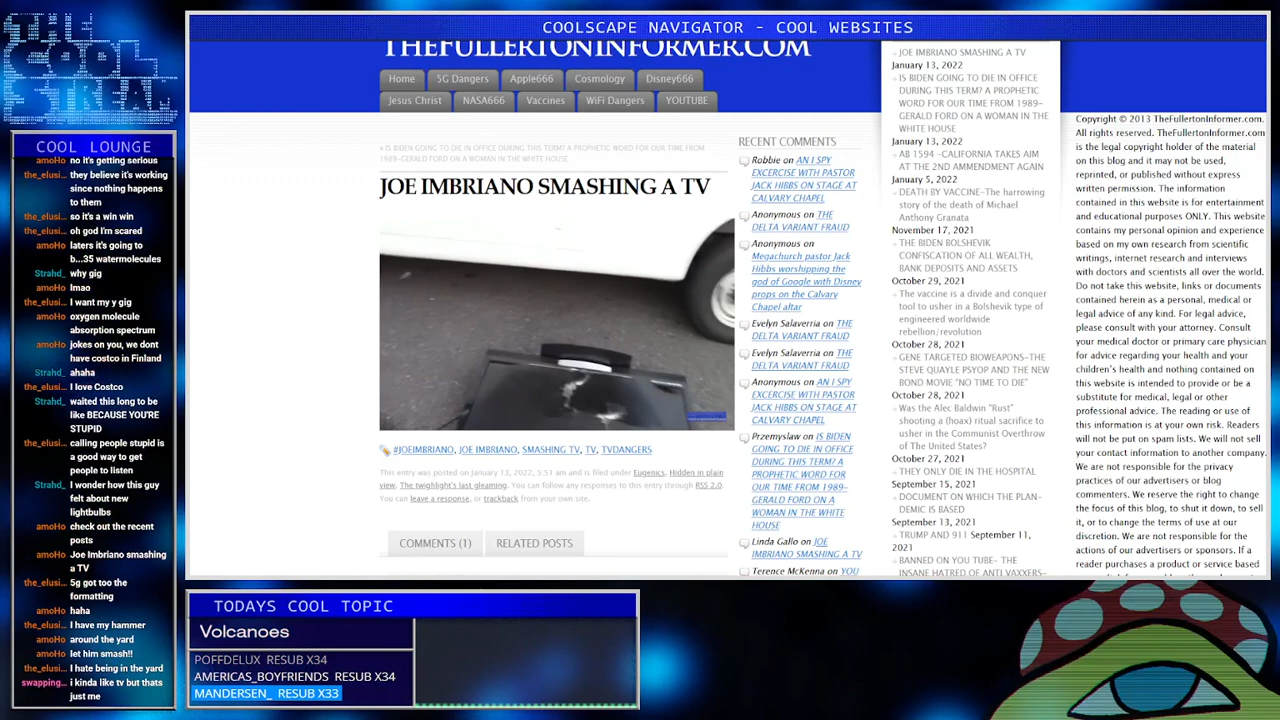 COOLSCAPE NAVIGATOR - COOL WEBSITES
COOL LOUNGE
amoHo no it's getting serious
the_elusi... they believe it's working
since nothing happens
to them
the_elusi... so it's a win win
the_elusi... oh god I'm scared
amoHo laters it's going to
b...35 watermolecules
Strahd_ why gig
amoHo lmao
the_elusi... I want my y gig
amoHo oxygen molecule
absorption spectrum
amoHo jokes on you, we dont
have costco in Finland
Strahd_ ahaha
the_elusi... I love Costco
Strahd_ waited this long to be
like BECAUSE YOU'RE
STUPID
the_elusi... calling people stupid is
a good way to get
people to listen
Strahd_ I wonder how this guy
felt about new
lightbulbs
amoHo check out the recent
posts
amoHo Joe Imbriano smashing
a TV
the_elusi... 5g got too the
formatting
amoHo haha
the_elusi... I have my hammer
amoHo around the yard
amoHo let him smash!!
the_elusi... I hate being in the yard
swapping... i kinda like tv but thats
just me
THEFULLERTONINFORMER.COM
Home 5G Dangers Apple666 Cosmology Disney666
Jesus Christ NASA666 Vaccines WiFi Dangers YOUTUBE
« IS BIDEN GOING TO DIE IN OFFICE DURING THIS TERM? A PROPHETIC WORD FOR OUR TIME FROM
1989-GERALD FORD ON A WOMAN IN THE WHITE HOUSE
JOE IMBRIANO SMASHING A TV
#JOEIMBRIANO, JOE IMBRIANO, SMASHING TV, TV, TVDANGERS
This entry was posted on January 13, 2022, 5:51 am and is filed under Eugenics, Hidden in plain
view, The twighlight's last gleaming. You can follow any responses to this entry through RSS 2.0.
You can leave a response, or trackback from your own site.
COMMENTS (1) RELATED POSTS
RECENT COMMENTS
Robbie on AN I SPY
EXCERCISE WITH PASTOR
JACK HIBBS ON STAGE AT
CALVARY CHAPEL
Anonymous on THE
DELTA VARIANT FRAUD
Anonymous on
Megachurch pastor Jack
Hibbs worshipping the
god of Google with Disney
props on the Calvary
Chapel altar
Evelyn Salaverria on THE
DELTA VARIANT FRAUD
Evelyn Salaverria on THE
DELTA VARIANT FRAUD
Anonymous on AN I SPY
EXCERCISE WITH PASTOR
JACK HIBBS ON STAGE AT
CALVARY CHAPEL
Przemyslaw on IS BIDEN
GOING TO DIE IN OFFICE
DURING THIS TERM? A
PROPHETIC WORD FOR
OUR TIME FROM 1989-
GERALD FORD ON A
WOMAN IN THE WHITE
HOUSE
Linda Gallo on JOE
IMBRIANO SMASHING A TV
Terence McKenna on YOU
JOE IMBRIANO SMASHING A TV
January 13, 2022
IS BIDEN GOING TO DIE IN OFFICE
DURING THIS TERM? A PROPHETIC
WORD FOR OUR TIME FROM 1989-
GERALD FORD ON A WOMAN IN THE
WHITE HOUSE
January 13, 2022
AB 1594 -CALIFORNIA TAKES AIM
AT THE 2ND AMMENDMENT AGAIN
January 5, 2022
DEATH BY VACCINE-The harrowing
story of the death of Michael
Anthony Granata
November 17, 2021
THE BIDEN BOLSHEVIK
CONFISCATION OF ALL WEALTH,
BANK DEPOSITS AND ASSETS
October 29, 2021
The vaccine is a divide and conquer
tool to usher in a Bolshevik type of
engineered worldwide
rebellion/revolution
October 28, 2021
GENE TARGETED BIOWEAPONS-THE
STEVE QUAYLE PSYOP AND THE NEW
BOND MOVIE "NO TIME TO DIE"
October 28, 2021
Was the Alec Baldwin "Rust"
shooting a (hoax) ritual sacrifice to
usher in the Communist Overthrow
of The United States?
October 27, 2021
THEY ONLY DIE IN THE HOSPITAL
September 15, 2021
DOCUMENT ON WHICH THE PLAN-
DEMIC IS BASED
September 13, 2021
TRUMP AND 911 September 11,
2021
BANNED ON YOU TUBE- THE
INSANE HATRED OF ANTI VAXXERS-
Copyright © 2013 TheFullertonInformer.com.
All rights reserved. TheFullertonInformer.com
is the legal copyright holder of the material
on this blog and it may not be used,
reprinted, or published without express
written permission. The information
contained in this website is for entertainment
and educational purposes ONLY. This website
contains my personal opinion and experience
based on my own research from scientific
writings, internet research and interviews
with doctors and scientists all over the world.
Do not take this website, links or documents
contained herein as a personal, medical or
legal advice of any kind. For legal advice,
please consult with your attorney. Consult
your medical doctor or primary care physician
for advice regarding your health and your
children's health and nothing contained on
this website is intended to provide or be a
substitute for medical, legal or other
professional advice. The reading or use of
this information is at your own risk. Readers
will not be put on spam lists. We will not sell
your contact information to another company.
We are not responsible for the privacy
practices of our advertisers or blog
commenters. We reserve the right to change
the focus of this blog, to shut it down, to sell
it, or to change the terms of use at our
discretion. We are not responsible for the
actions of our advertisers or sponsors. If a
reader purchases a product or service based
TODAYS COOL TOPIC
Volcanoes
POFFDELUX RESUB X34
AMERICAS_BOYFRIENDS RESUB X34
MANDERSEN_ RESUB X33